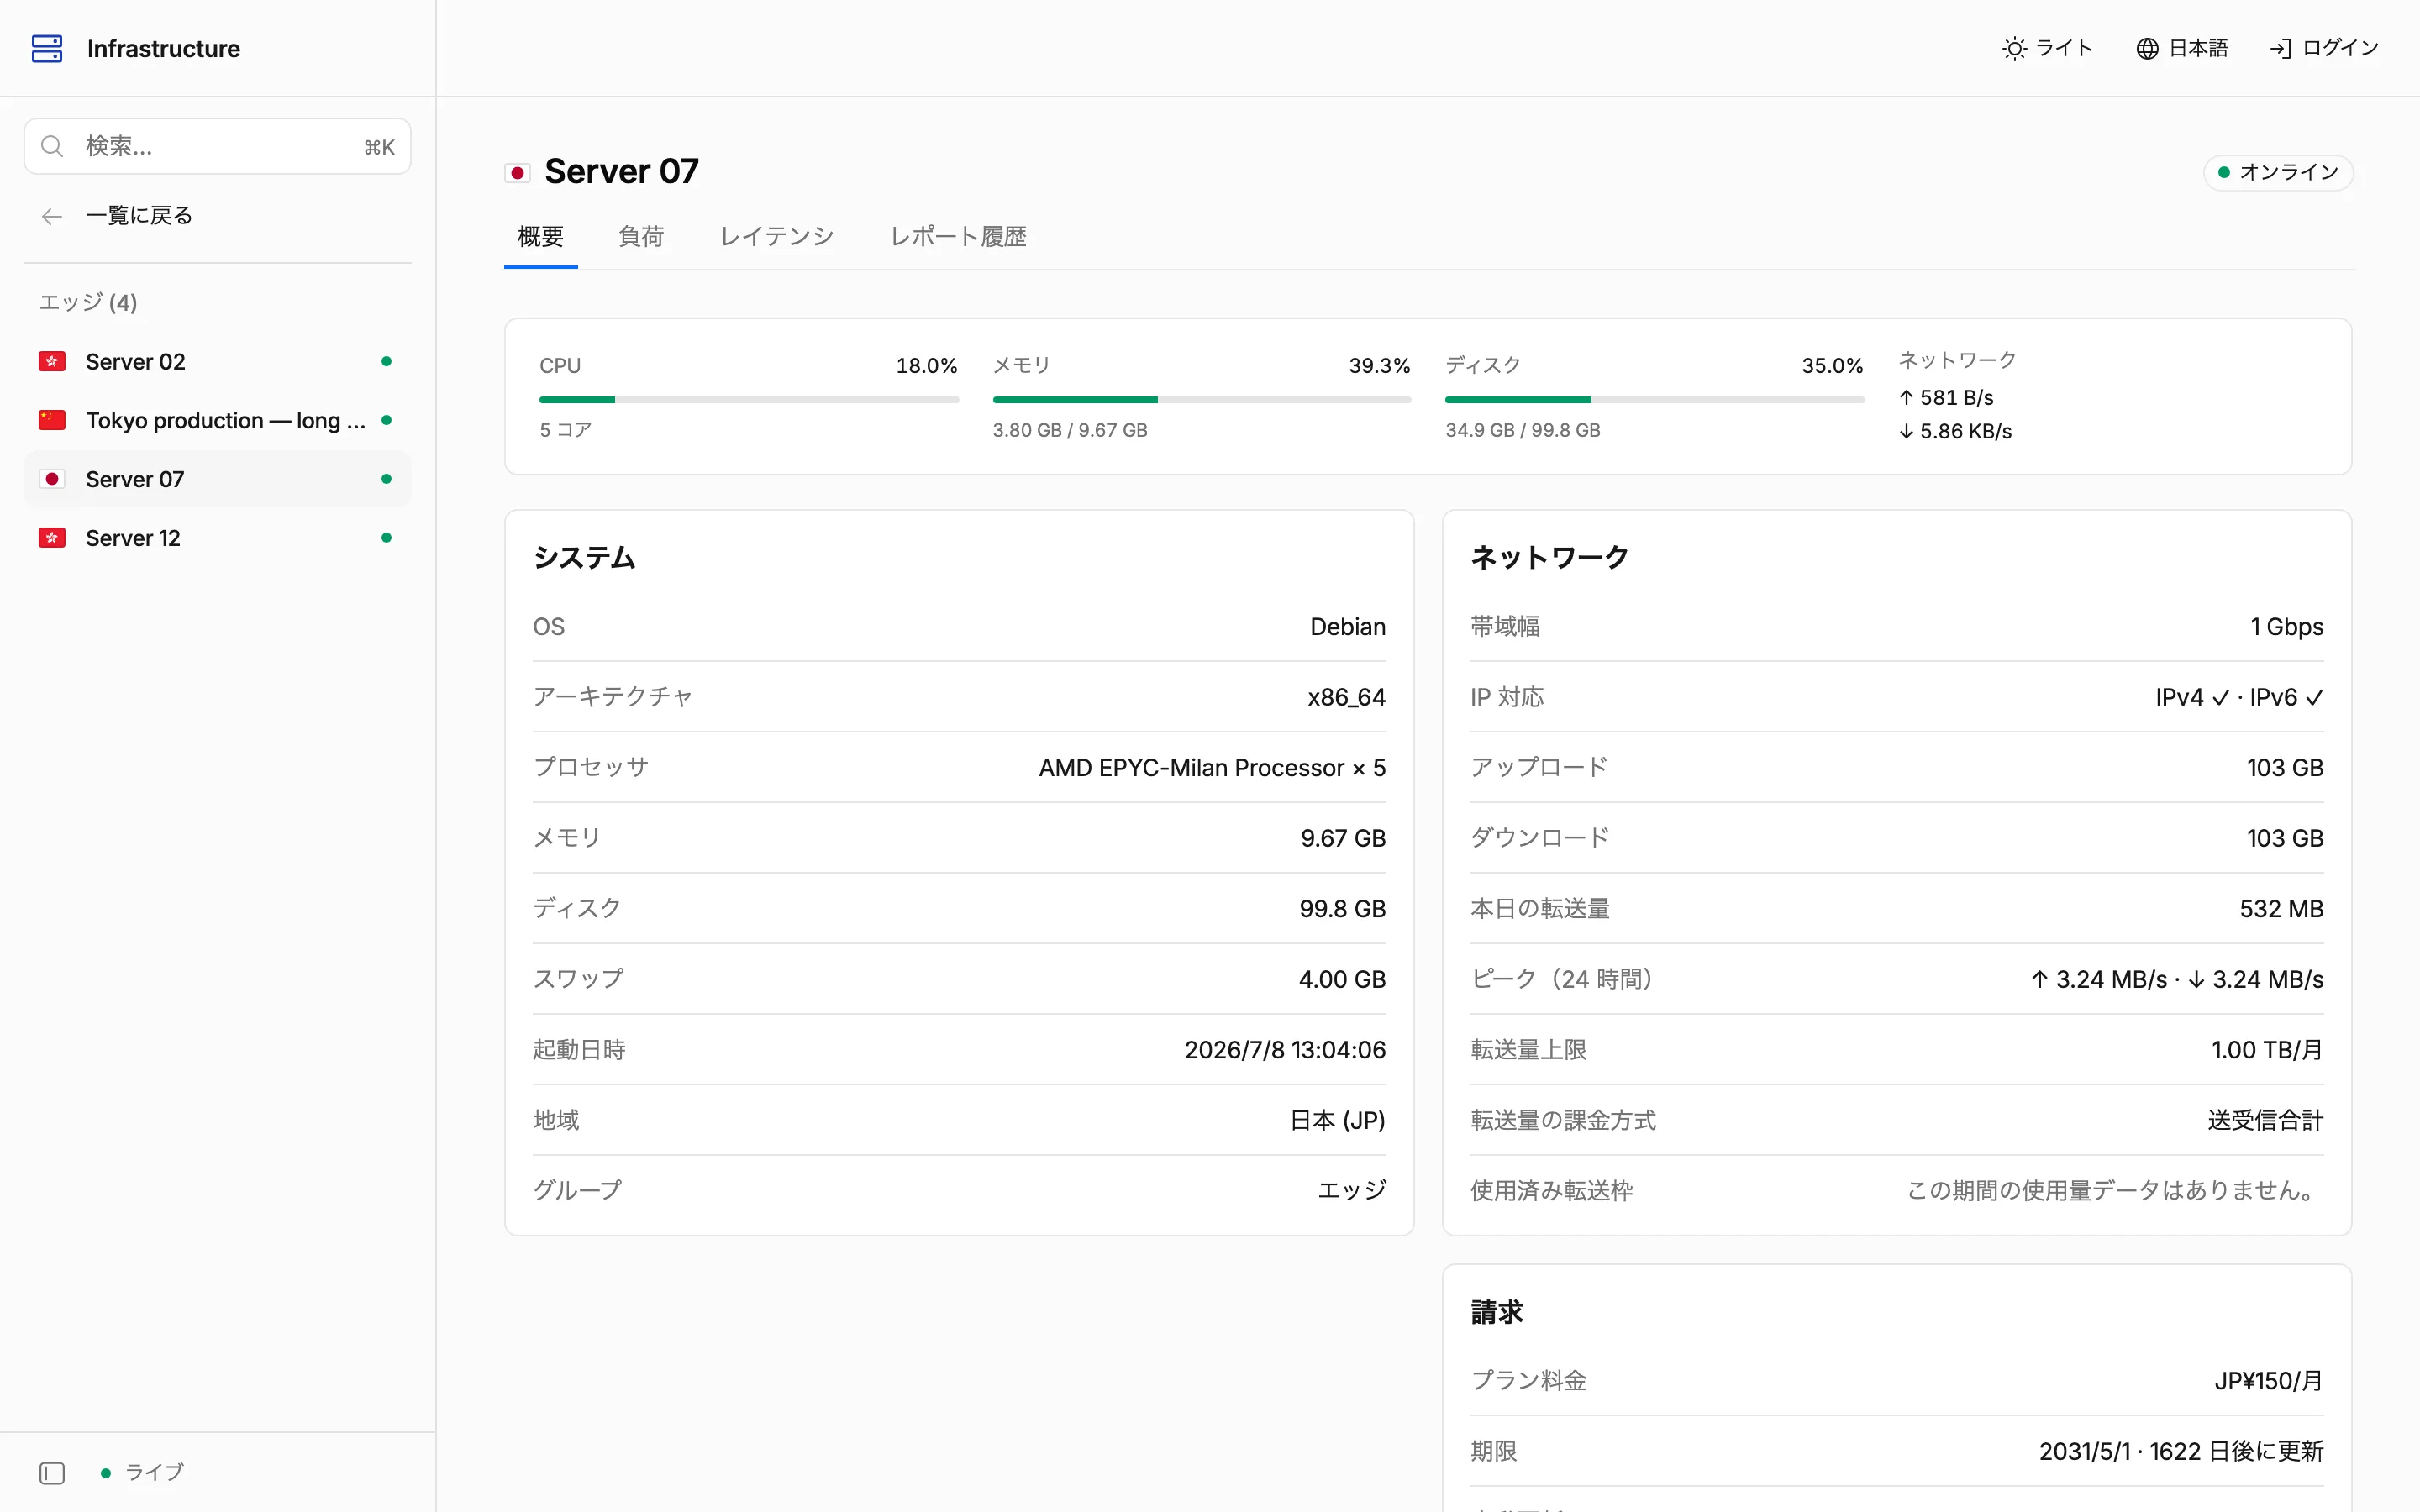 Infrastructure
ライト
日本語
ログイン
検索...
⌘K
一覧に戻る
エッジ (4)
Server 02
Tokyo production — long ...
Server 07
Server 12
ライブ
Server 07
オンライン
概要
負荷
レイテンシ
レポート履歴
CPU
18.0%
5 コア
メモリ
39.3%
3.80 GB / 9.67 GB
ディスク
35.0%
34.9 GB / 99.8 GB
ネットワーク
↑ 581 B/s
↓ 5.86 KB/s
システム
OS
Debian
アーキテクチャ
x86_64
プロセッサ
AMD EPYC-Milan Processor × 5
メモリ
9.67 GB
ディスク
99.8 GB
スワップ
4.00 GB
起動日時
2026/7/8 13:04:06
地域
日本 (JP)
グループ
エッジ
ネットワーク
帯域幅
1 Gbps
IP 対応
IPv4 ✓ · IPv6 ✓
アップロード
103 GB
ダウンロード
103 GB
本日の転送量
532 MB
ピーク（24 時間）
↑ 3.24 MB/s · ↓ 3.24 MB/s
転送量上限
1.00 TB/月
転送量の課金方式
送受信合計
使用済み転送枠
この期間の使用量データはありません。
請求
プラン料金
JP¥150/月
期限
2031/5/1 · 1622 日後に更新